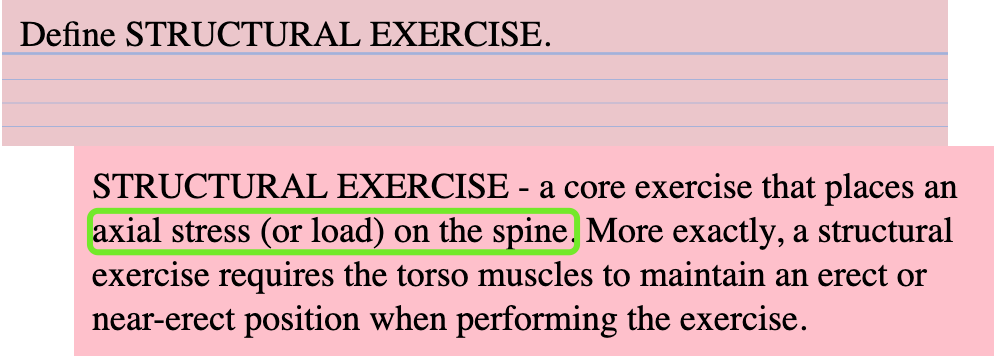 Define STRUCTURAL EXERCISE.
STRUCTURAL EXERCISE - a core exercise that places an
axial stress (or load) on the spine. More exactly, a structural
exercise requires the torso muscles to maintain an erect or
near-erect position when performing the exercise.